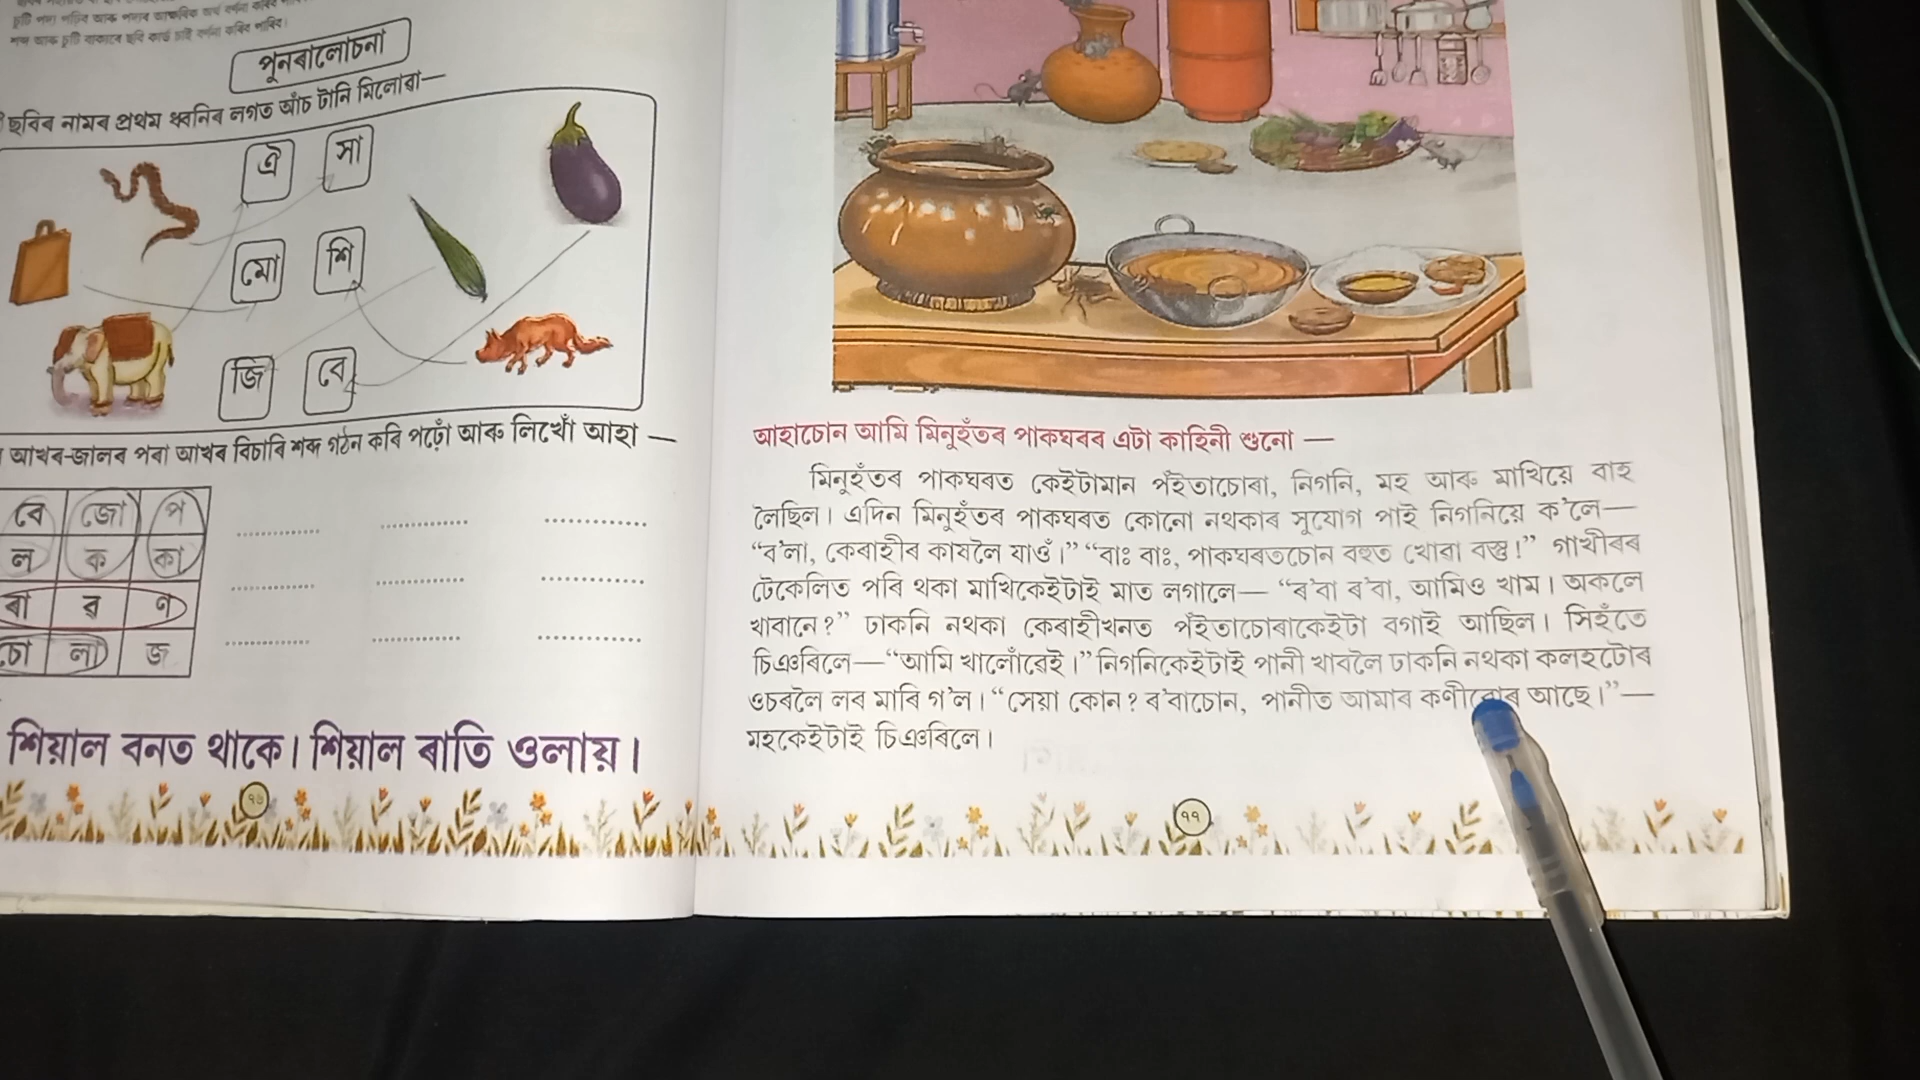 পুনৰালোচনা
ছবিৰ নামৰ প্ৰথম ধ্বনিৰ লগত আঁচ টানি মিলোৱা—
ঐ সা
মো শি
জি বে
আখৰ-জালৰ পৰা আখৰ বিচাৰি শব্দ গঠন কৰি পঢ়োঁ আৰু লিখোঁ আহা —
বে জো প
ল ক কা
ৰা ৱ ণ
চা লা জ
শিয়াল বনত থাকে। শিয়াল ৰাতি ওলায়।
৭৬
আহাচোন আমি মিনুহঁতৰ পাকঘৰৰ এটা কাহিনী শুনো —
মিনুহঁতৰ পাকঘৰত কেইটামান পঁইতাচোৰা, নিগনি, মহ আৰু মাখিয়ে বাহ
লৈছিল। এদিন মিনুহঁতৰ পাকঘৰত কোনো নথকাৰ সুযোগ পাই নিগনিয়ে ক'লে—
“ব'লা, কেৰাহীৰ কাষলৈ যাওঁ।” “বাঃ বাঃ, পাকঘৰতচোন বহুত খোৱা বস্তু!” গাখীৰৰ
টেকেলিত পৰি থকা মাখিকেইটাই মাত লগালে— “ৰ'বা ৰ'বা, আমিও খাম। অকলে
খাবানে?” ঢাকনি নথকা কেৰাহীখনত পঁইতাচোৰাকেইটা বগাই আছিল। সিহঁতে
চিঞৰিলে—“আমি খালোঁৱেই।” নিগনিকেইটাই পানী খাবলৈ ঢাকনি নথকা কলহটোৰ
ওচৰলৈ লৰ মাৰি গ'ল। “সেয়া কোন? ৰ'বাচোন, পানীত আমাৰ কণীবোৰ আছে।”—
মহকেইটাই চিঞৰিলে।
৭৭